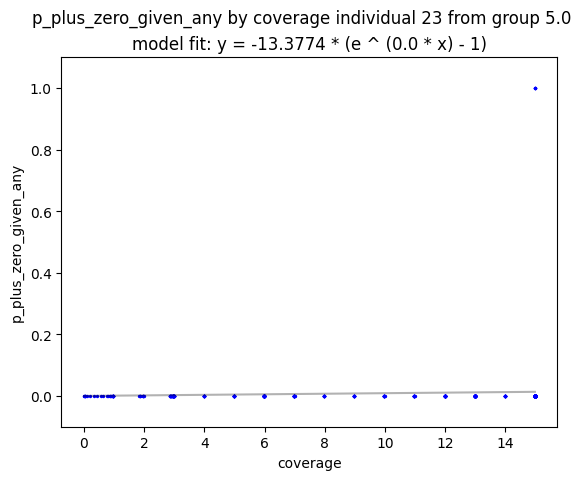 p_plus_zero_given_any by coverage individual 23 from group 5.0
model fit: y = -13.3774 * (e ^ (0.0 * x) - 1)
1.0
0.8
0.6
0.4
0.2
0.0
p_plus_zero_given_any
0 2 4 6 8 10 12 14
coverage